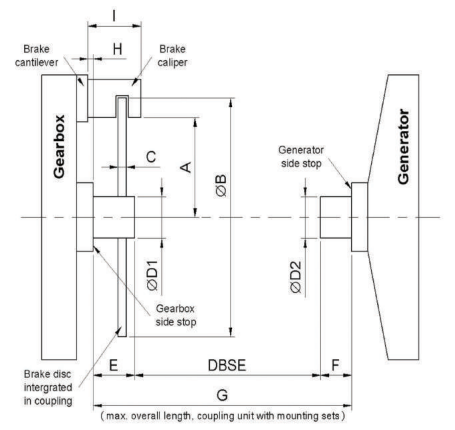 I
H
Brake
cantilever
Brake
caliper
Gearbox
Generator
C
A
ØB
Generator
side stop
ØD1
ØD2
Gearbox
side stop
Brake disc
intergrated
in coupling
E
DBSE
F
G
( max. overall length, coupling unit with mounting sets )